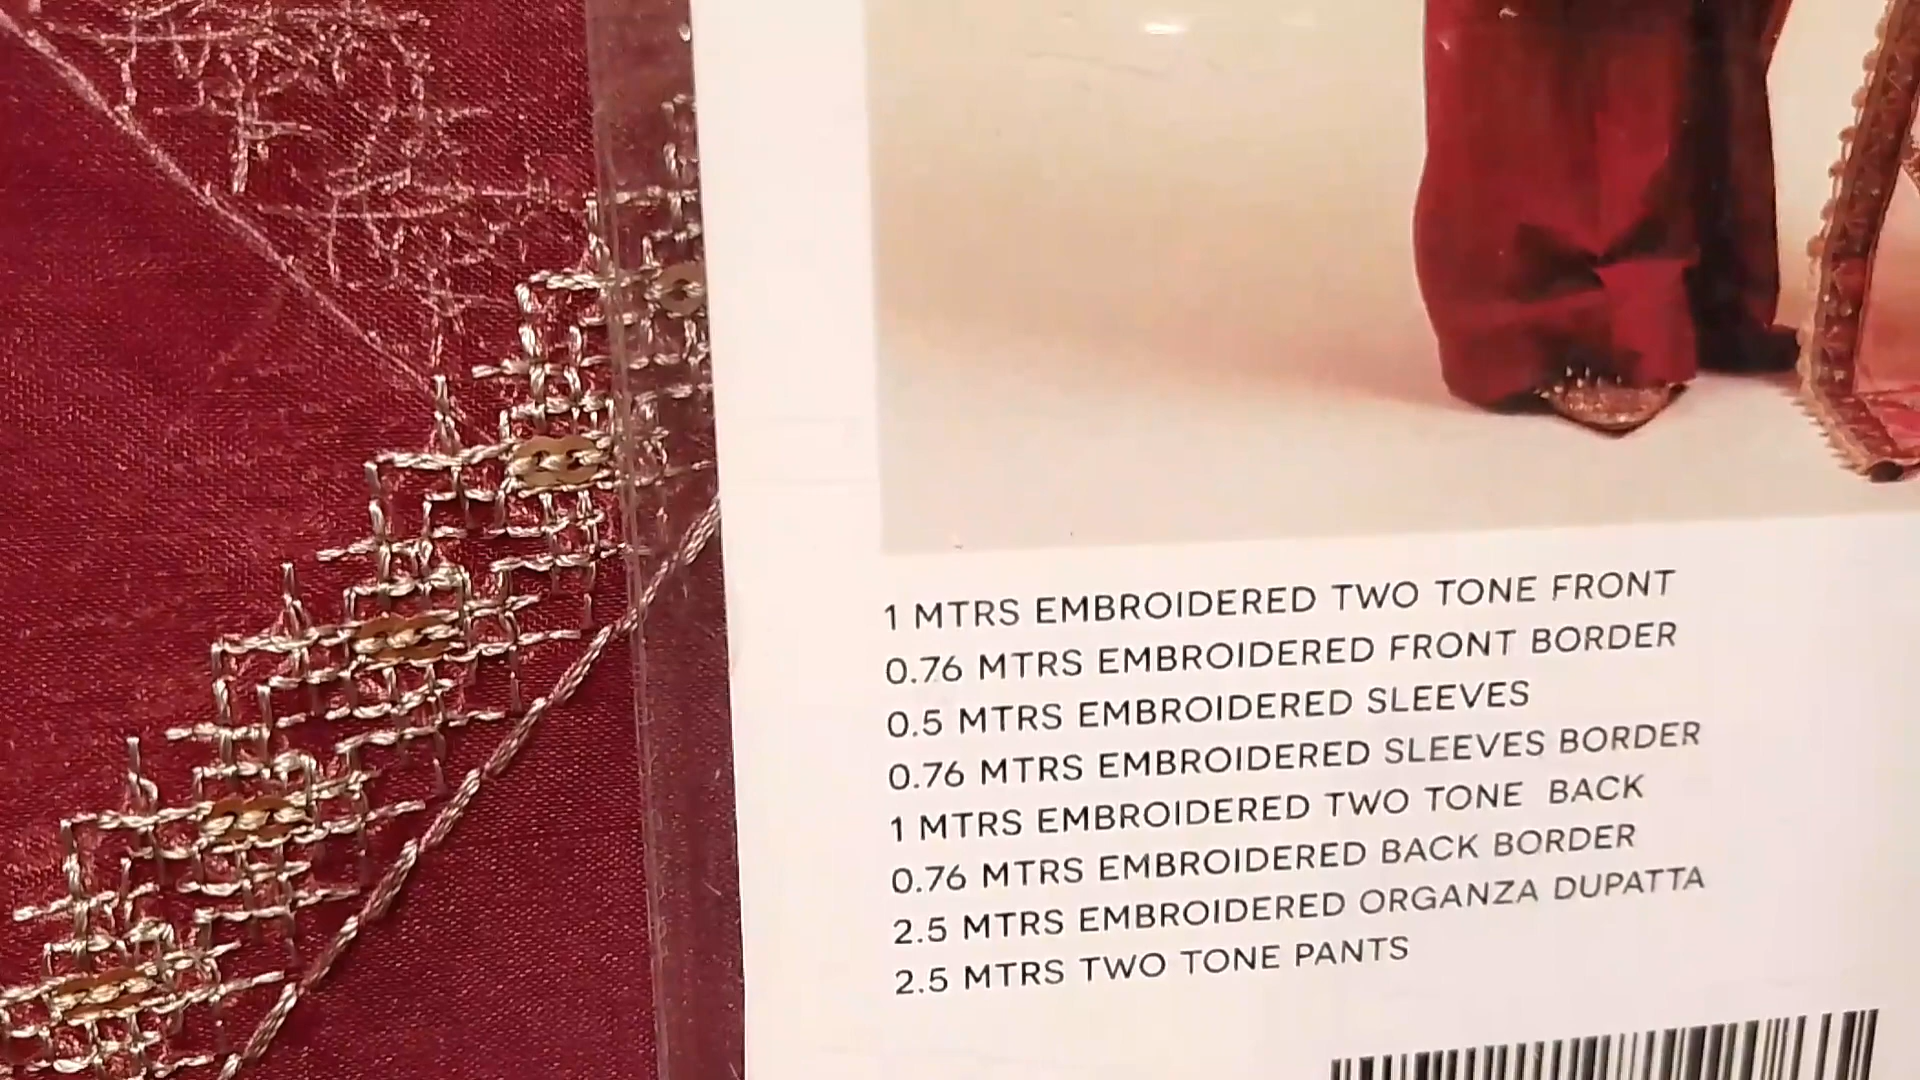 1 MTRS EMBROIDERED TWO TONE FRONT
0.76 MTRS EMBROIDERED FRONT BORDER
0.5 MTRS EMBROIDERED SLEEVES
0.76 MTRS EMBROIDERED SLEEVES BORDER
1 MTRS EMBROIDERED TWO TONE BACK
0.76 MTRS EMBROIDERED BACK BORDER
2.5 MTRS EMBROIDERED ORGANZA DUPATTA
2.5 MTRS TWO TONE PANTS